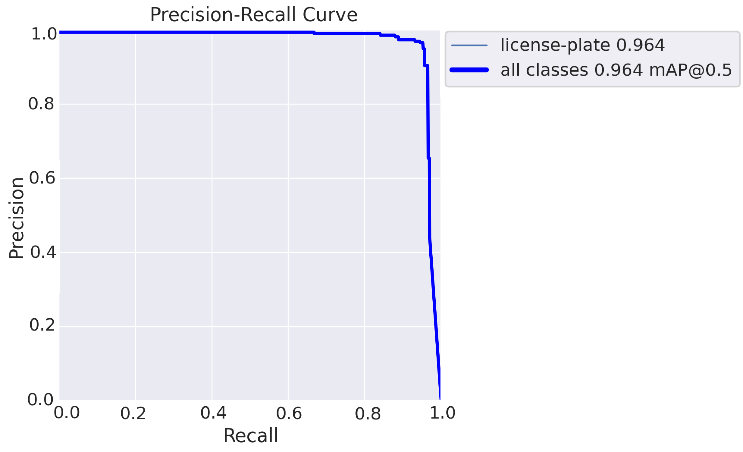 Precision-Recall Curve
1.0
0.8
0.6
0.4
0.2
0.0
Precision
0.0 0.2 0.4 0.6 0.8 1.0
Recall
license-plate 0.964
all classes 0.964 mAP@0.5